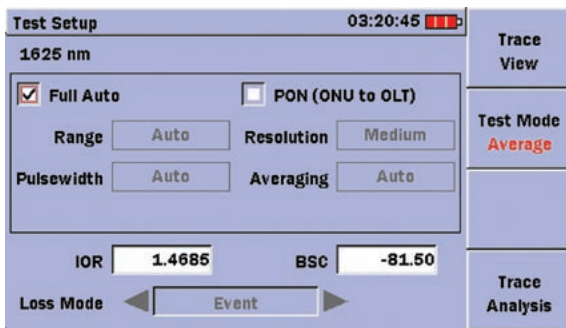 Test Setup 03:20:45
1625 nm
Full Auto PON (ONU to OLT)
Range Auto Resolution Medium
Pulsewidth Auto Averaging Auto
IOR 1.4685 BSC -81.50
Loss Mode Event
Trace
View
Test Mode
Average
Trace
Analysis